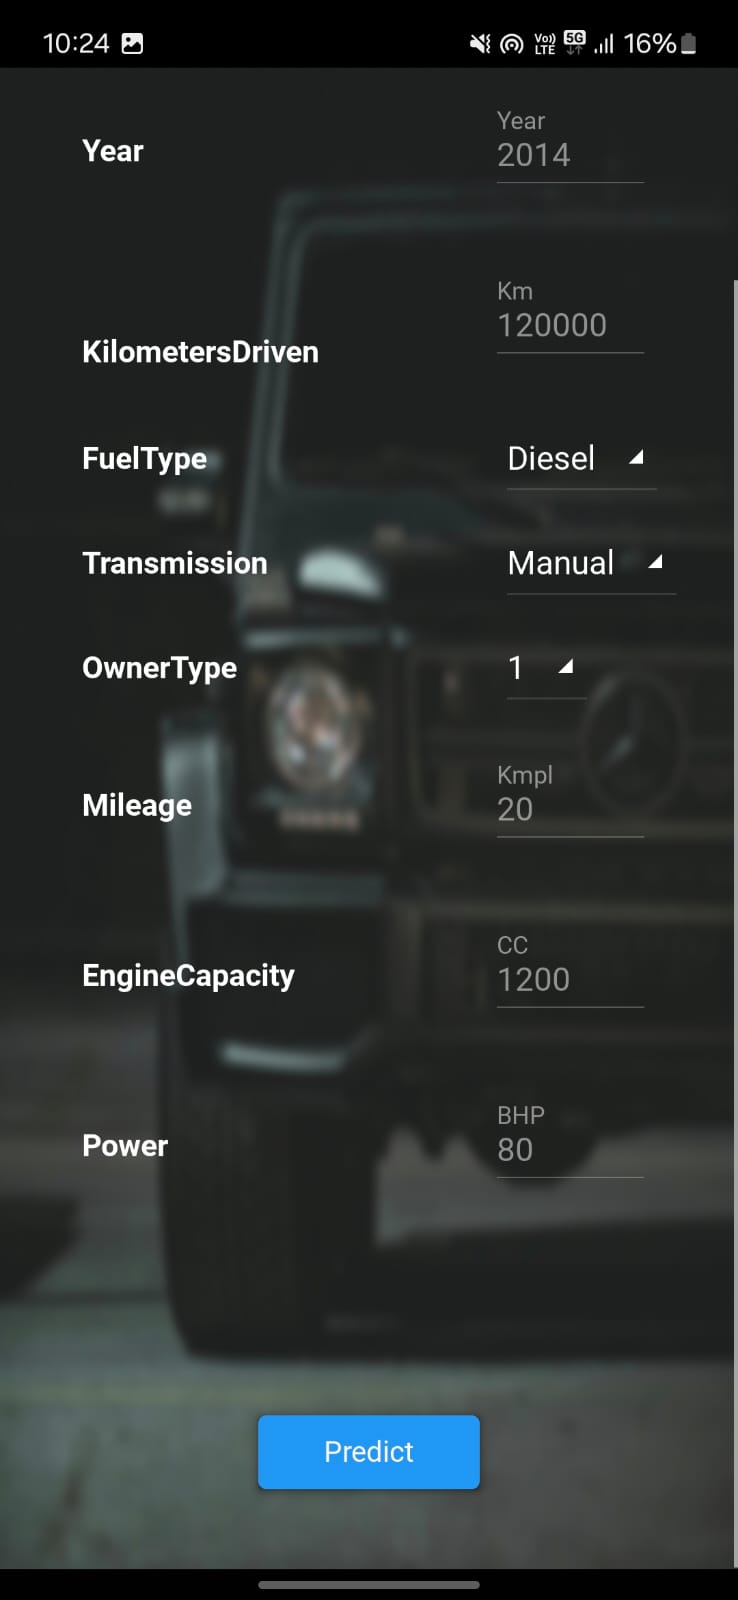 10:24 Vo)) LTE 5G 16%
Year
Year
2014
Km
KilometersDriven
120000
FuelType Diesel
Transmission Manual
OwnerType 1
Kmpl
Mileage
20
CC
EngineCapacity
1200
BHP
Power
80
Predict